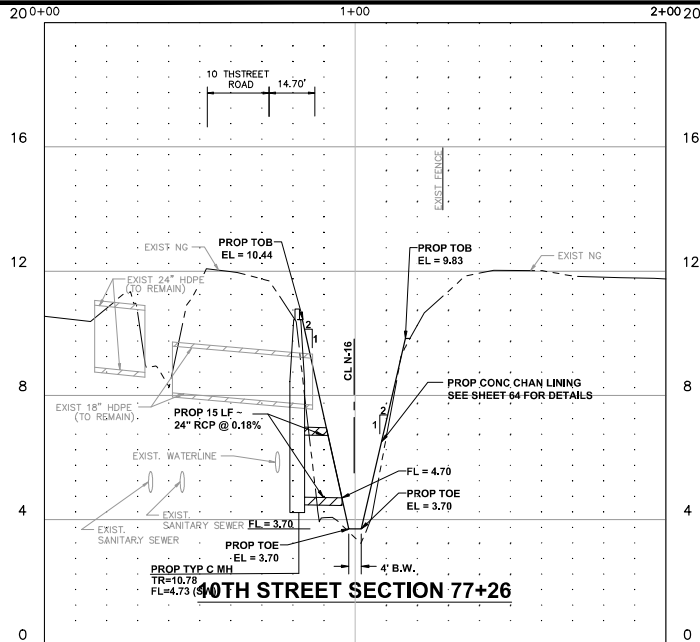 0+00 1+00 2+00
20 20
10 THSTREET
ROAD
14.70'
16 16
EXIST FENCE
EXIST NG
PROP TOB
EL = 10.44
PROP TOB
EL = 9.83
EXIST NG
12 12
EXIST 24" HDPE
(TO REMAIN)
2
1
CL N-16
2
1
PROP CONC CHAN LINING
SEE SHEET 64 FOR DETAILS
8 8
EXIST 18" HDPE
(TO REMAIN)
PROP 15 LF ~
24" RCP @ 0.18%
EXIST. WATERLINE
FL = 4.70
PROP TOE
EL = 3.70
4 4
EXIST.
SANITARY SEWER
EXIST.
SANITARY SEWER
FL = 3.70
PROP TOE
EL = 3.70
4' B.W.
PROP TYP C MH
TR=10.78
FL=4.73 (SW)
10TH STREET SECTION 77+26
0 0